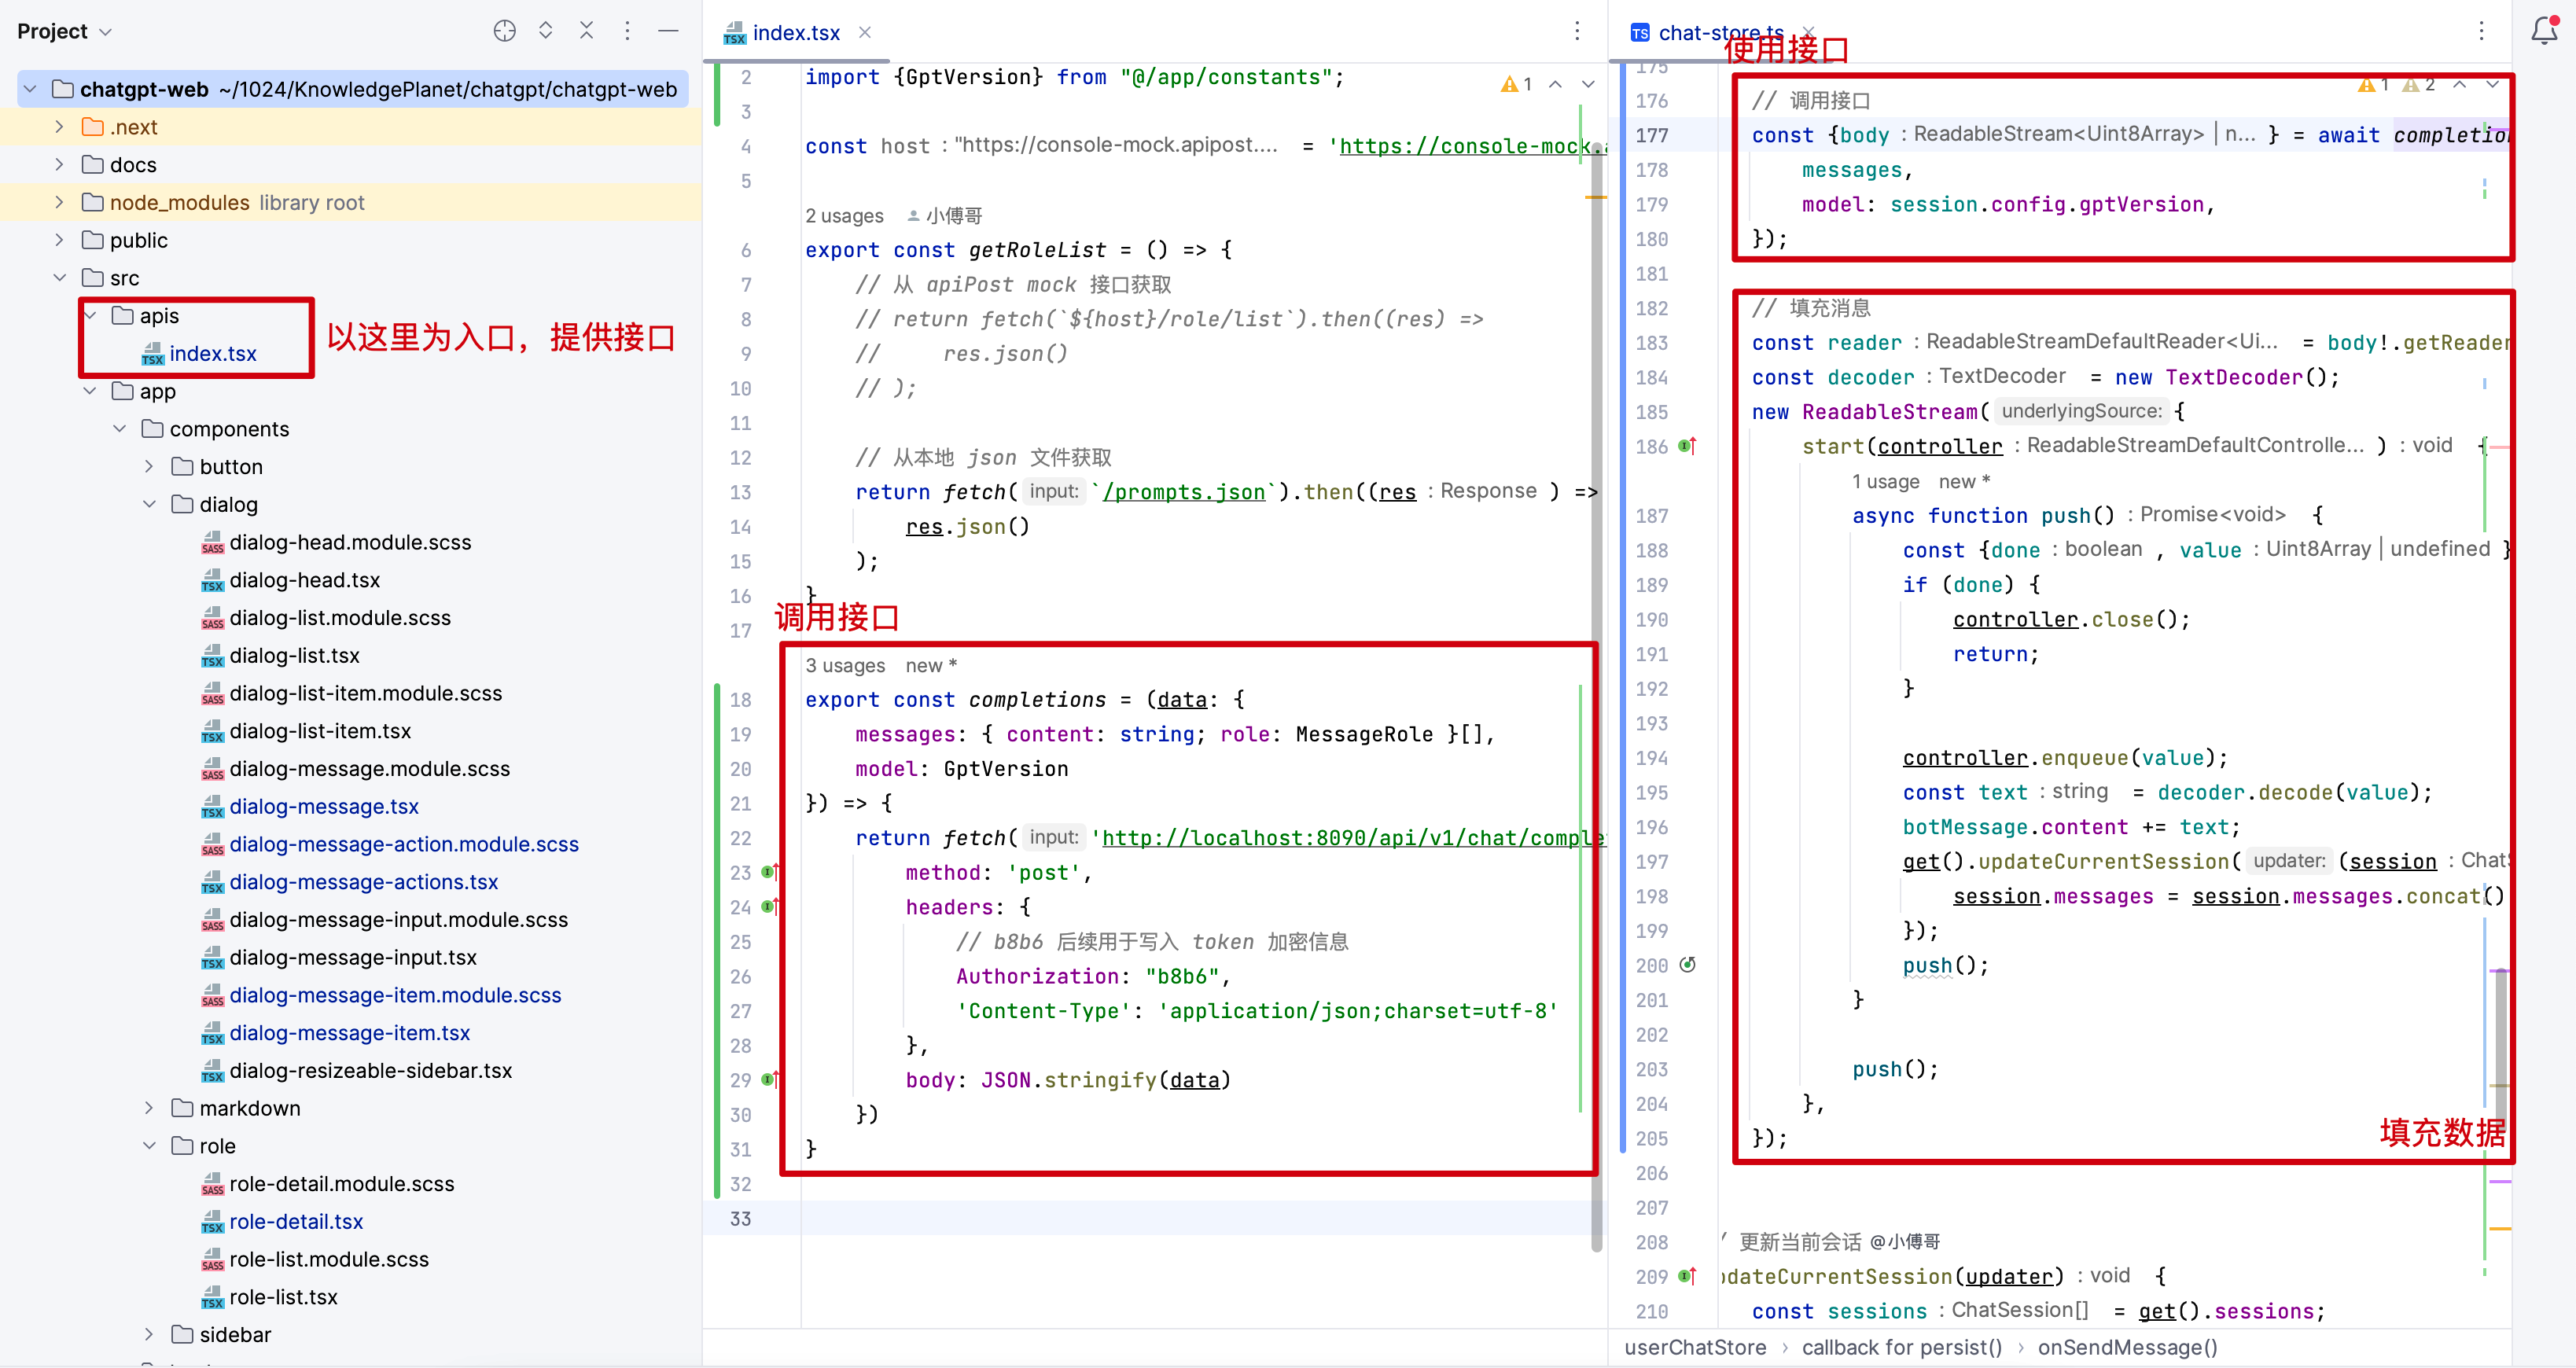 Project
chatgpt-web ~/1024/KnowledgePlanet/chatgpt/chatgpt-web
.next
docs
node_modules library root
public
src
apis
index.tsx
以这里为入口，提供接口
app
components
button
dialog
dialog-head.module.scss
dialog-head.tsx
dialog-list.module.scss
dialog-list.tsx
dialog-list-item.module.scss
dialog-list-item.tsx
dialog-message.module.scss
dialog-message.tsx
dialog-message-action.module.scss
dialog-message-actions.tsx
dialog-message-input.module.scss
dialog-message-input.tsx
dialog-message-item.module.scss
dialog-message-item.tsx
dialog-resizeable-sidebar.tsx
markdown
role
role-detail.module.scss
role-detail.tsx
role-list.module.scss
role-list.tsx
sidebar
index.tsx
1
2 import {GptVersion} from "@/app/constants";
3
4 const host : "https://console-mock.apipost.... = 'https://console-mock.
5
2 usages 小傅哥
6 export const getRoleList = () => {
7 // 从 apiPost mock 接口获取
8 // return fetch(`${host}/role/list`).then((res) =>
9 // res.json()
10 // );
11
12 // 从本地 json 文件获取
13 return fetch( input: `/prompts.json`).then((res : Response ) =>
14 res.json()
15 );
16 }
17
调用接口
3 usages new *
18 export const completions = (data: {
19 messages: { content: string; role: MessageRole }[],
20 model: GptVersion
21 }) => {
22 return fetch( input: 'http://localhost:8090/api/v1/chat/comple
23 method: 'post',
24 headers: {
25 // b8b6 后续用于写入 token 加密信息
26 Authorization: "b8b6",
27 'Content-Type': 'application/json;charset=utf-8'
28 },
29 body: JSON.stringify(data)
30 })
31 }
32
33
chat-store.ts
使用接口
1 2
175
176 // 调用接口
177 const {body : ReadableStream<Uint8Array> | n... } = await completio
178 messages,
179 model: session.config.gptVersion,
180 });
181
182 // 填充消息
183 const reader : ReadableStreamDefaultReader<Ui... = body!.getReader
184 const decoder : TextDecoder = new TextDecoder();
185 new ReadableStream( underlyingSource: {
186 start(controller : ReadableStreamDefaultControlle... ) : void {
1 usage new *
187 async function push() : Promise<void> {
188 const {done : boolean , value : Uint8Array | undefined }
189 if (done) {
190 controller.close();
191 return;
192 }
193
194 controller.enqueue(value);
195 const text : string = decoder.decode(value);
196 botMessage.content += text;
197 get().updateCurrentSession( updater: (session : ChatS
198 session.messages = session.messages.concat()
199 });
200 push();
201 }
202
203 push();
204 },
205 });
填充数据
206
207
208 / 更新当前会话 @小傅哥
209 pdateCurrentSession(updater) : void {
210 const sessions : ChatSession[] = get().sessions;
userChatStore › callback for persist() › onSendMessage()